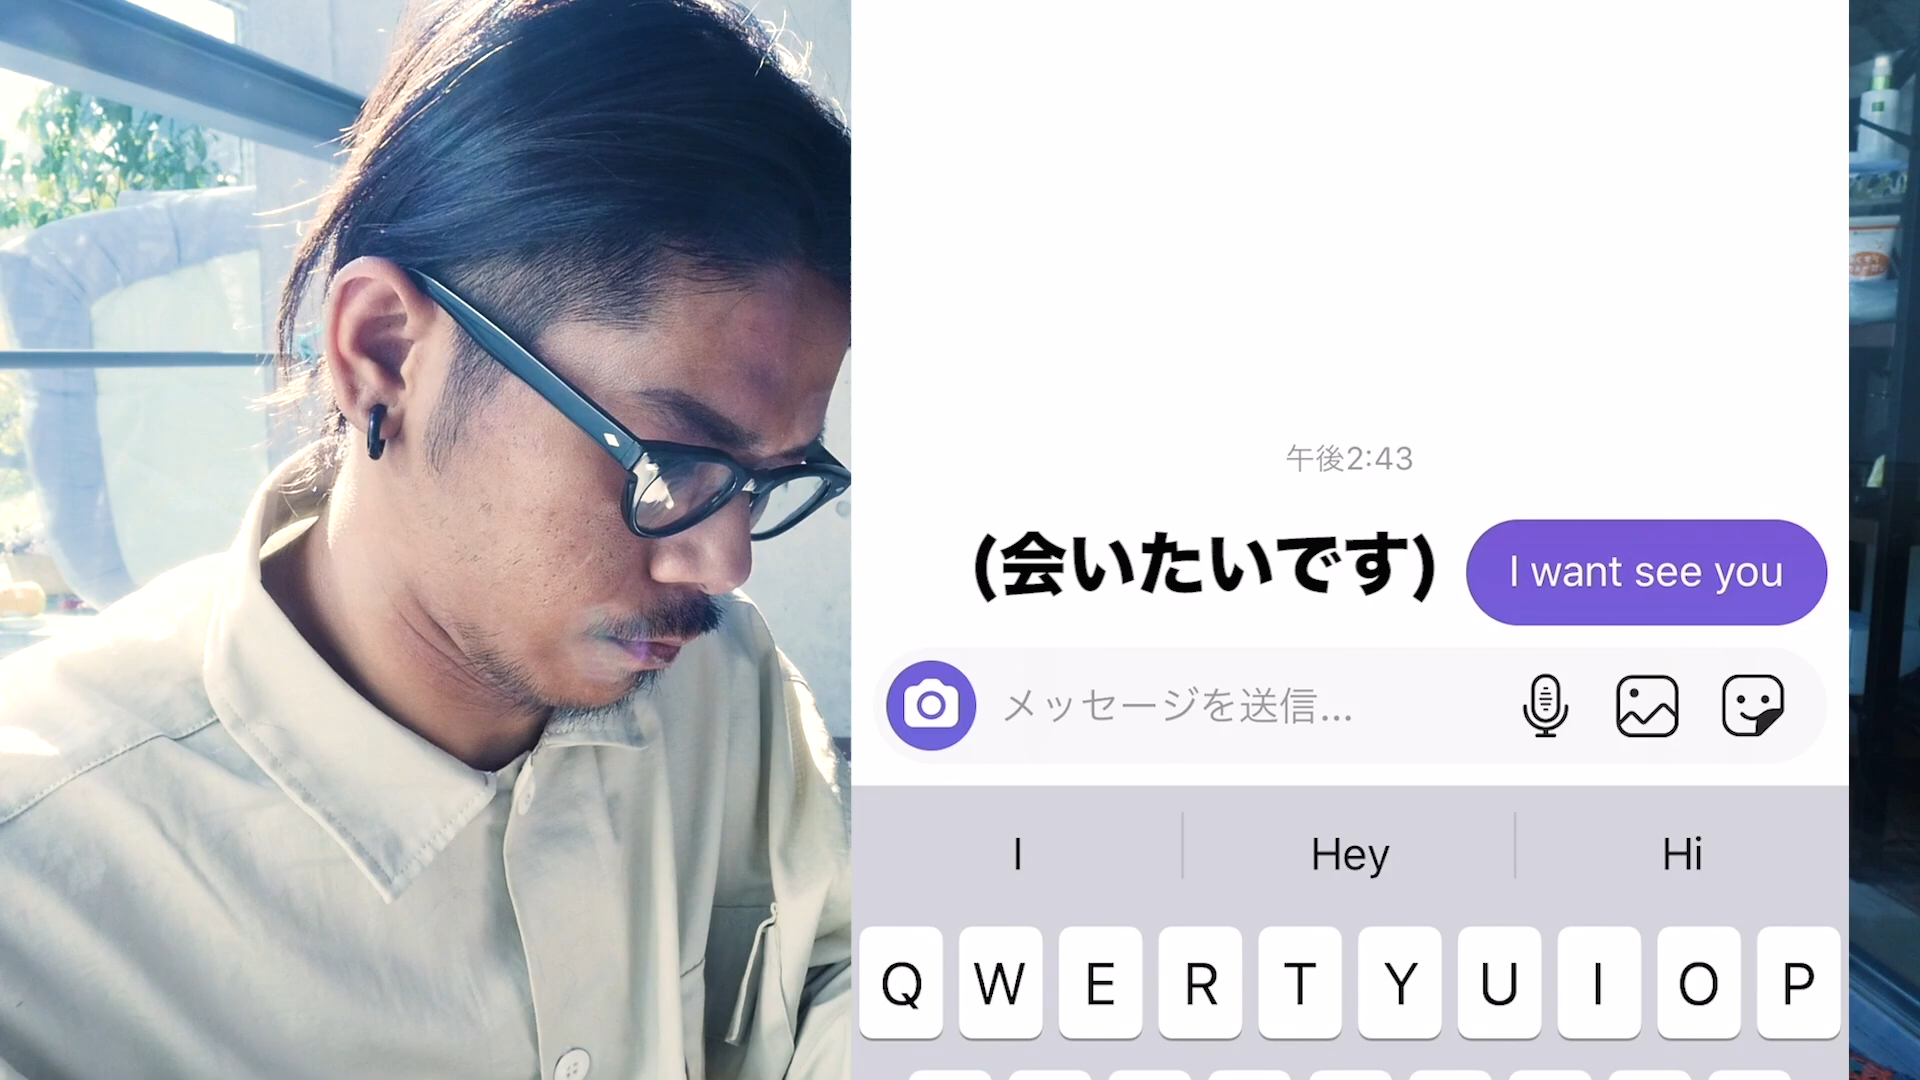 午後2:43
(会いたいです) I want see you
メッセージを送信...
I Hey Hi
Q W E R T Y U I O P